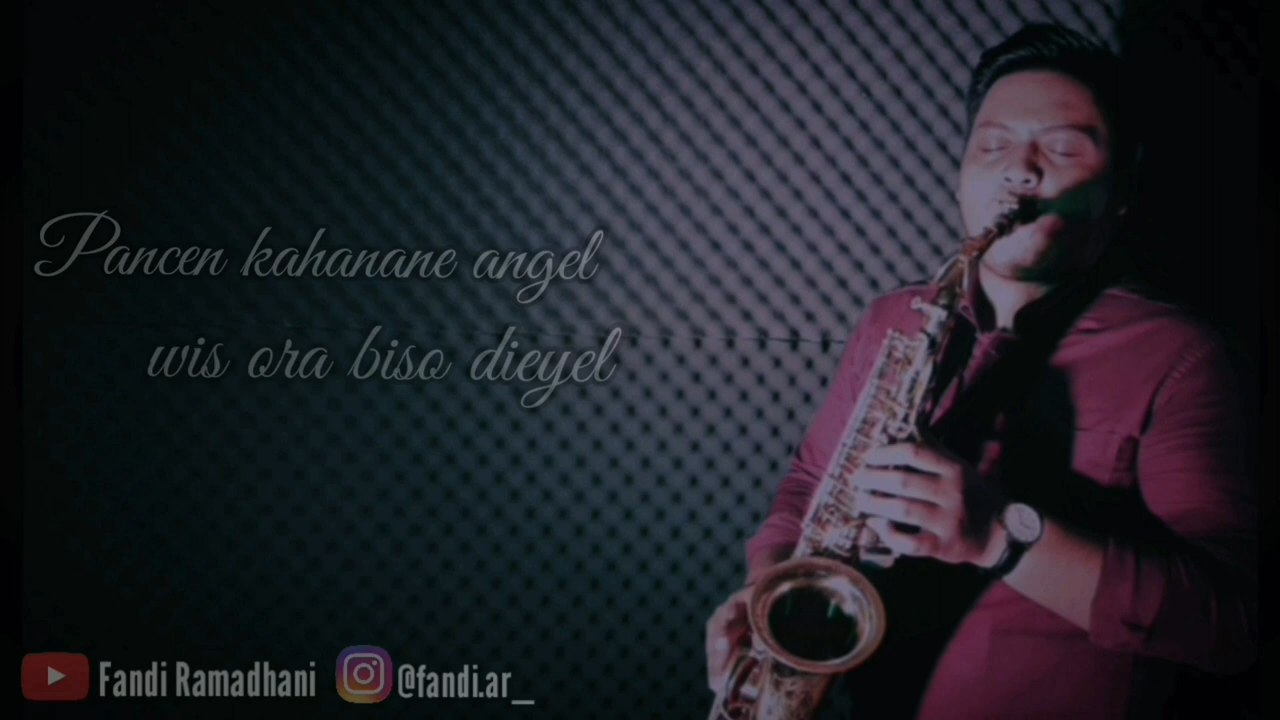 Pancen kahanane angel
wis ora biso dieyel
Fandi Ramadhani @fandi.ar_